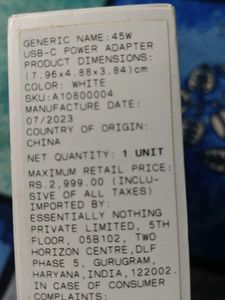 GENERIC NAME:45W
USB-C POWER ADAPTER
PRODUCT DIMENSIONS:
(7.96x4.88x3.84)cm
COLOR: WHITE
SKU:A10800004
MANUFACTURE DATE:
07/2023
COUNTRY OF ORIGIN:
CHINA
NET QUANTITY: 1 UNIT
MAXIMUM RETAIL PRICE:
RS.2,999.00 (INCLU-
SIVE OF ALL TAXES)
IMPORTED BY:
ESSENTIALLY NOTHING
PRIVATE LIMITED, 5TH
FLOOR, 05B102, TWO
HORIZON CENTRE,DLF
PHASE 5, GURUGRAM,
HARYANA,INDIA,122002.
IN CASE OF CONSUMER
COMPLAINTS